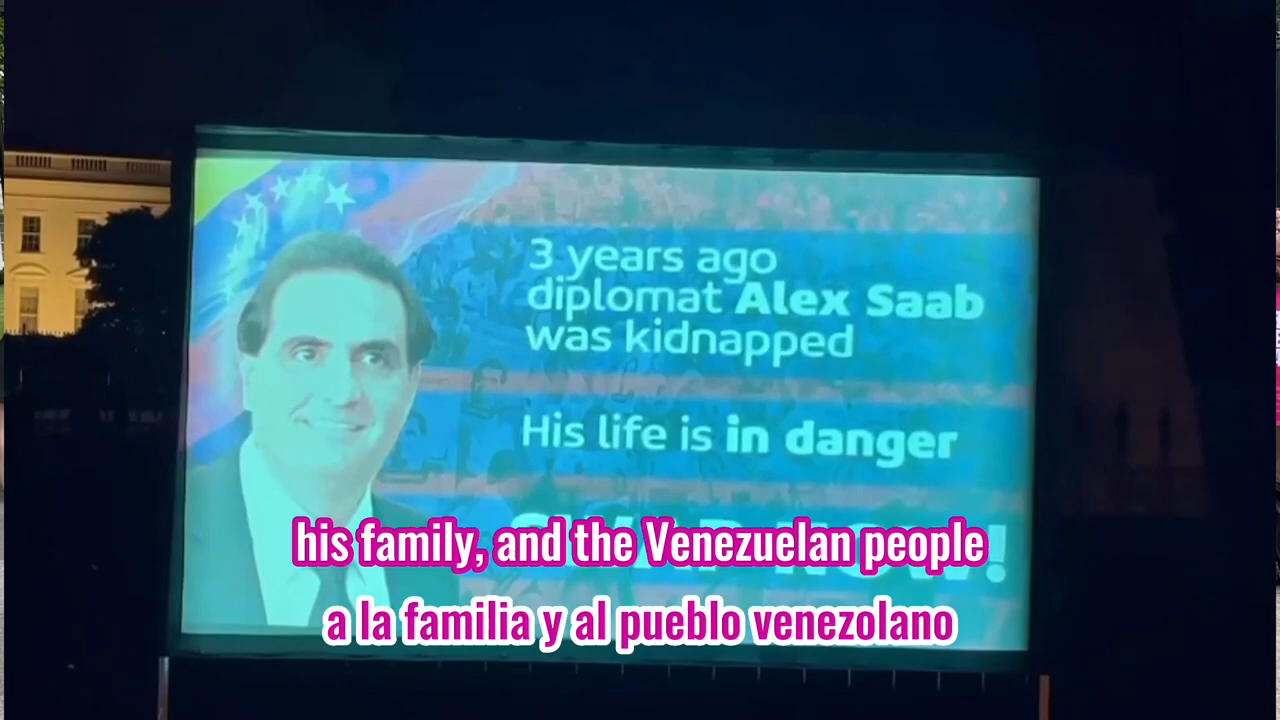 3 years ago
diplomat Alex Saab
was kidnapped
His life is in danger
his family, and the Venezuelan people
a la familia y al pueblo venezolano